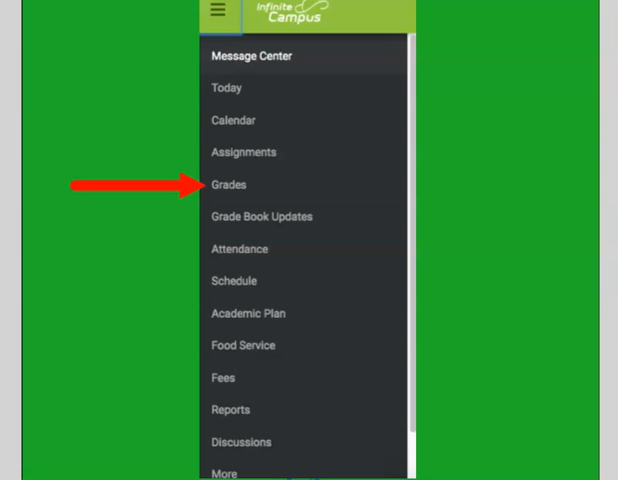 Infinite
Campus
Message Center
Today
Calendar
Assignments
Grades
Grade Book Updates
Attendance
Schedule
Academic Plan
Food Service
Fees
Reports
Discussions
More